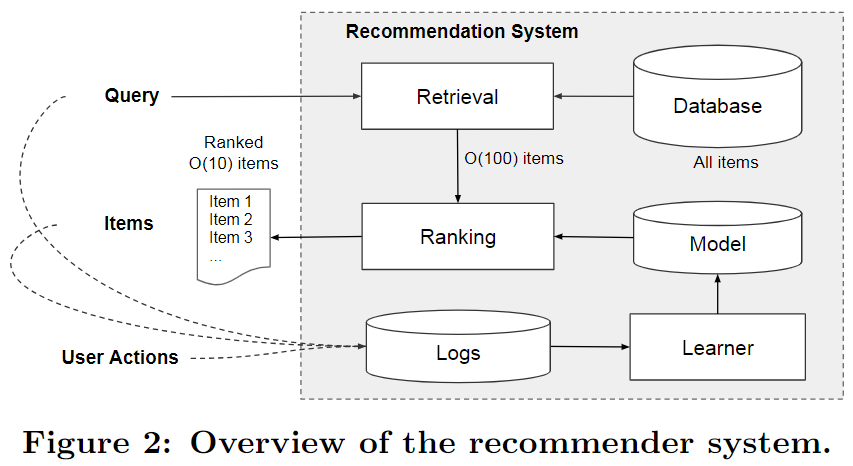 Recommendation System
Query
Retrieval
Database
Ranked
O(10) items
O(100) items
All items
Items
Item 1
Item 2
Item 3
...
Ranking
Model
User Actions
Logs
Learner
Figure 2: Overview of the recommender system.